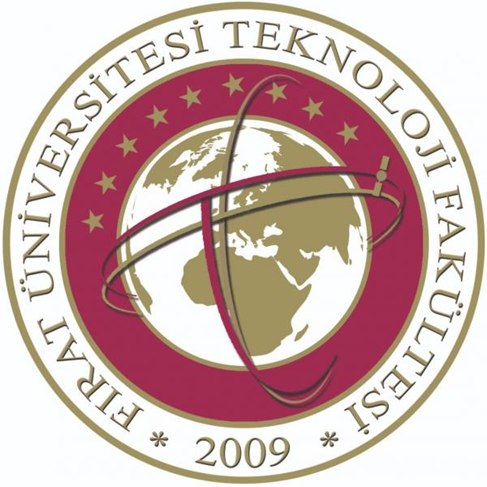 FIRAT ÜNİVERSİTESİ TEKNOLOJİ FAKÜLTESİ
* 2009 *